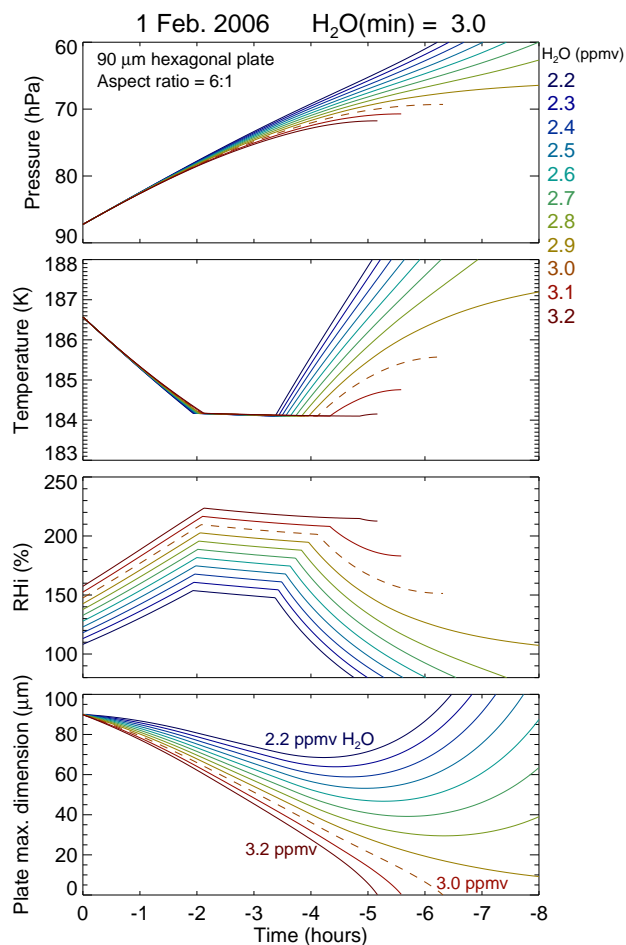 1 Feb. 2006 H₂O(min) = 3.0
90 μm hexagonal plate
Aspect ratio = 6:1
Pressure (hPa)
60
70
80
90
H₂O (ppmv)
2.2
2.3
2.4
2.5
2.6
2.7
2.8
2.9
3.0
3.1
3.2
Temperature (K)
188
187
186
185
184
183
RHi (%)
250
200
150
100
Plate max. dimension (μm)
100
80
60
40
20
0
2.2 ppmv H₂O
3.2 ppmv
3.0 ppmv
0 -1 -2 -3 -4 -5 -6 -7 -8
Time (hours)